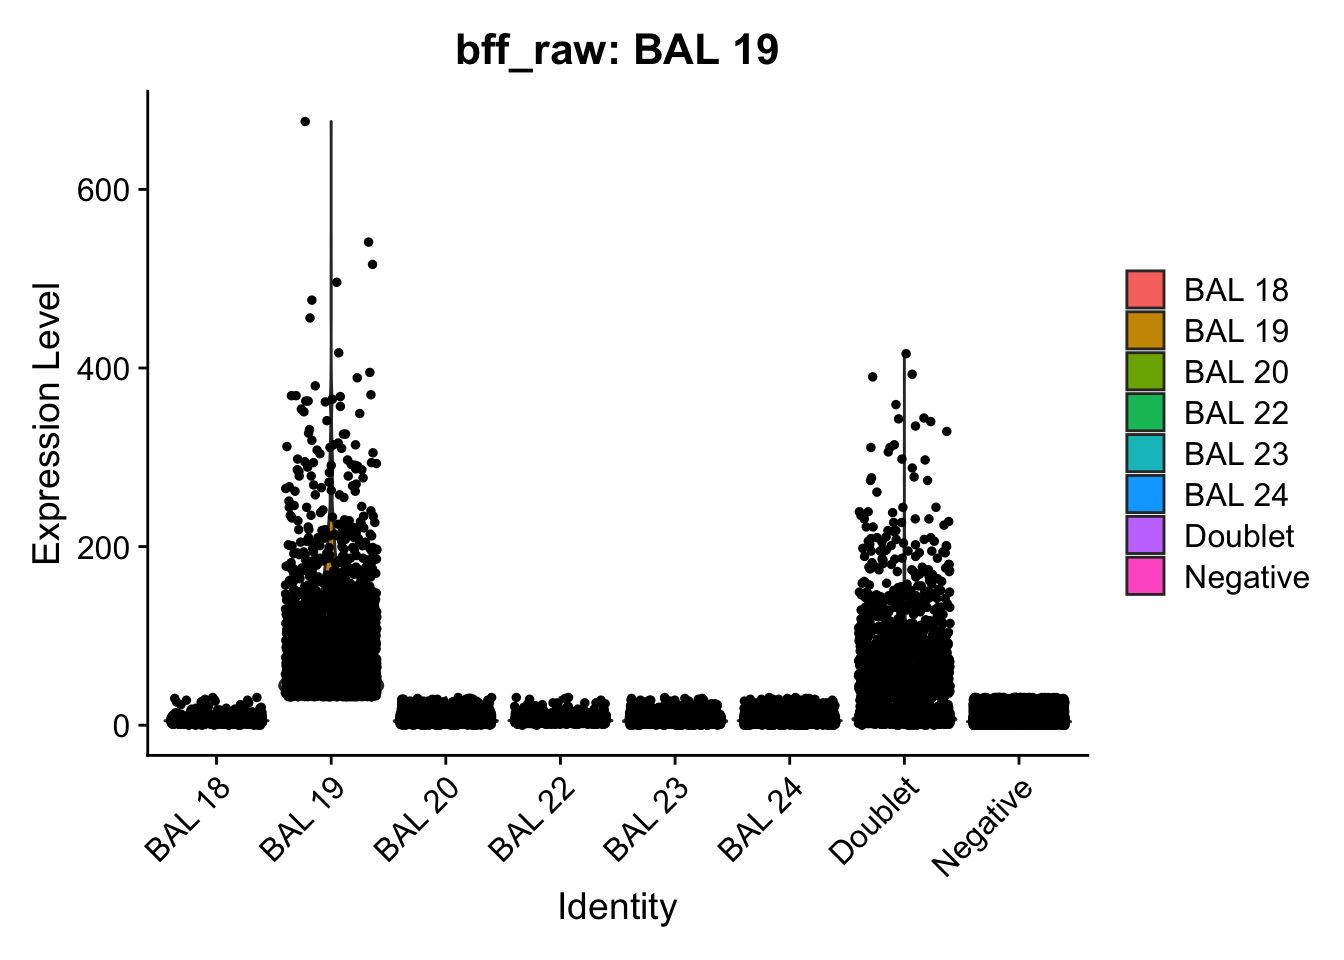 bff_raw: BAL 19
Expression Level
600
400
200
0
BAL 18
BAL 19
BAL 20
BAL 22
BAL 23
BAL 24
Doublet
Negative
Identity
BAL 18
BAL 19
BAL 20
BAL 22
BAL 23
BAL 24
Doublet
Negative